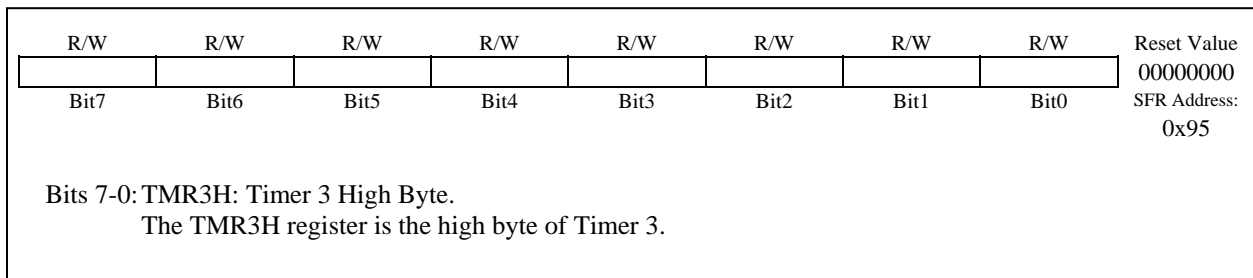 R/W R/W R/W R/W R/W R/W R/W R/W Reset Value
00000000
Bit7 Bit6 Bit5 Bit4 Bit3 Bit2 Bit1 Bit0 SFR Address:
0x95
Bits 7-0: TMR3H: Timer 3 High Byte.
The TMR3H register is the high byte of Timer 3.